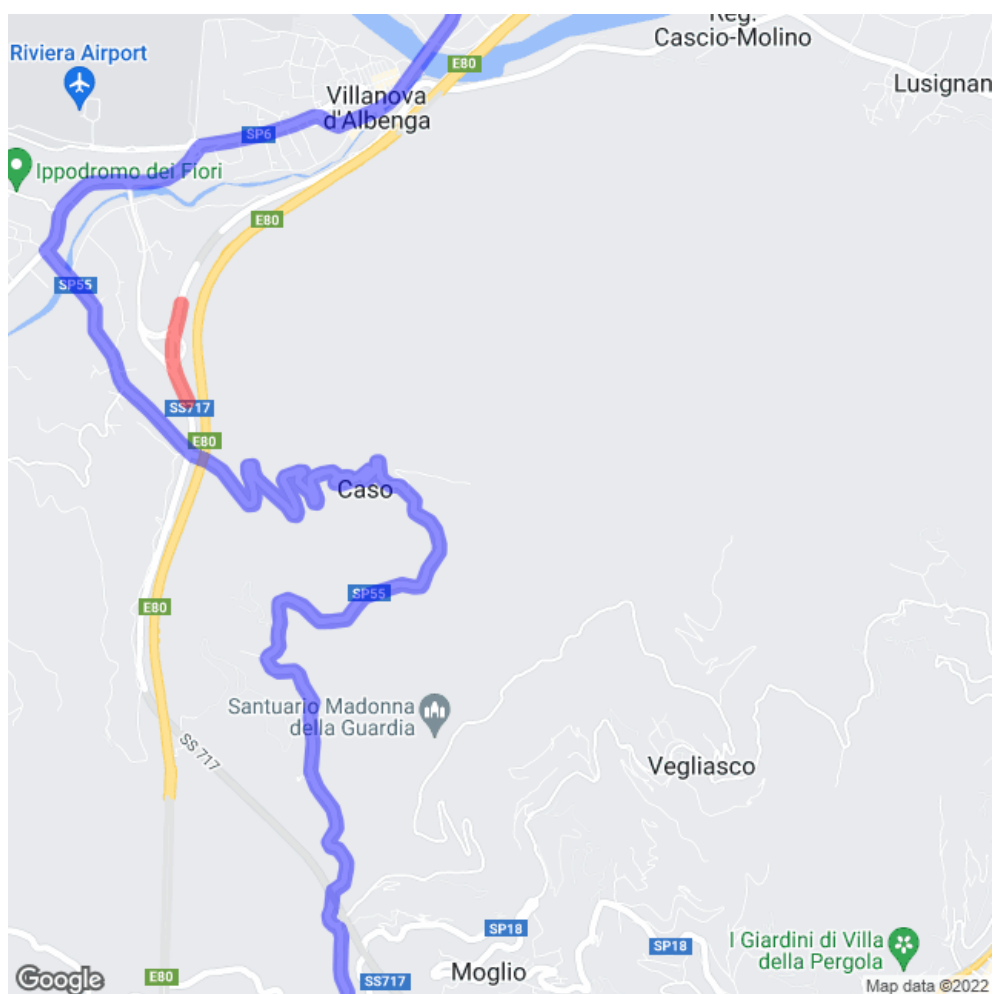 Reg.
Cascio-Molino
Riviera Airport
E80
Lusignan
Villanova
d'Albenga
SP6
Ippodromo dei Fiori
E80
SP55
SS717
E80
Caso
SP55
E80
Santuario Madonna
della Guardia
SS 717
Vegliasco
SP18
I Giardini di Villa
della Pergola
SP18
Moglio
E80
SS717
Google
Map data ©2022